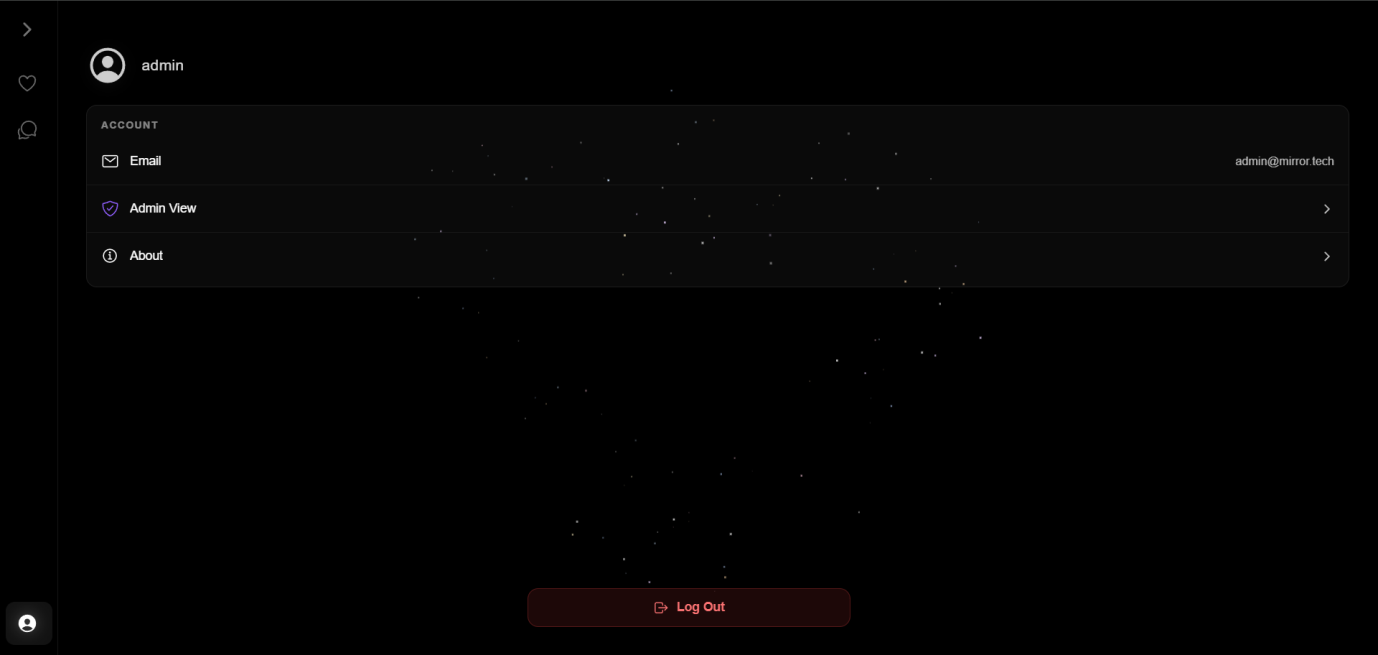 admin
ACCOUNT
Email admin@mirror.tech
Admin View
About
Log Out